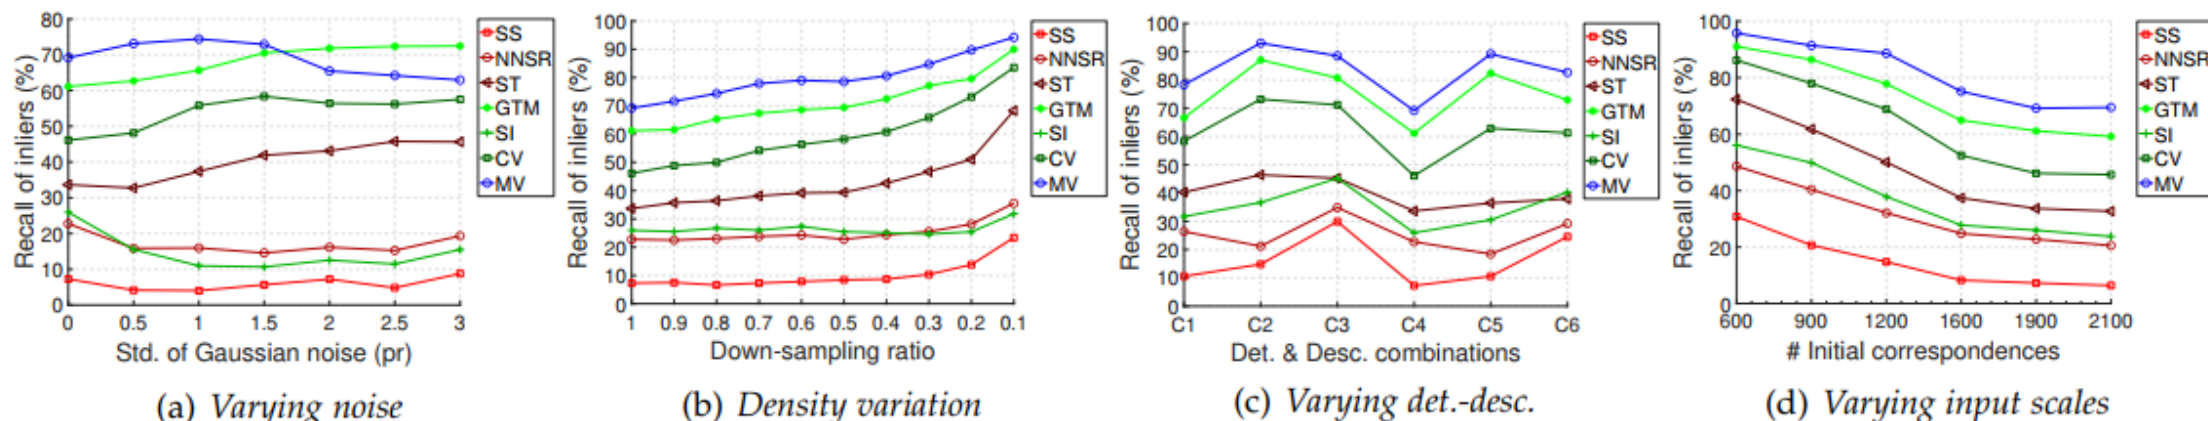 80
70
60
50
40
30
20
10
0
Recall of inliers (%)
0 0.5 1 1.5 2 2.5 3
Std. of Gaussian noise (pr)
SS
NNSR
ST
GTM
SI
CV
MV
(a) Varying noise
100
90
80
70
60
50
40
30
20
10
0
Recall of inliers (%)
1 0.9 0.8 0.7 0.6 0.5 0.4 0.3 0.2 0.1
Down-sampling ratio
SS
NNSR
ST
GTM
SI
CV
MV
(b) Density variation
100
90
80
70
60
50
40
30
20
10
0
Recall of inliers (%)
C1 C2 C3 C4 C5 C6
Det. & Desc. combinations
SS
NNSR
ST
GTM
SI
CV
MV
(c) Varying det.-desc.
100
80
60
40
20
0
Recall of inliers (%)
600 900 1200 1600 1900 2100
# Initial correspondences
SS
NNSR
ST
GTM
SI
CV
MV
(d) Varying input scales